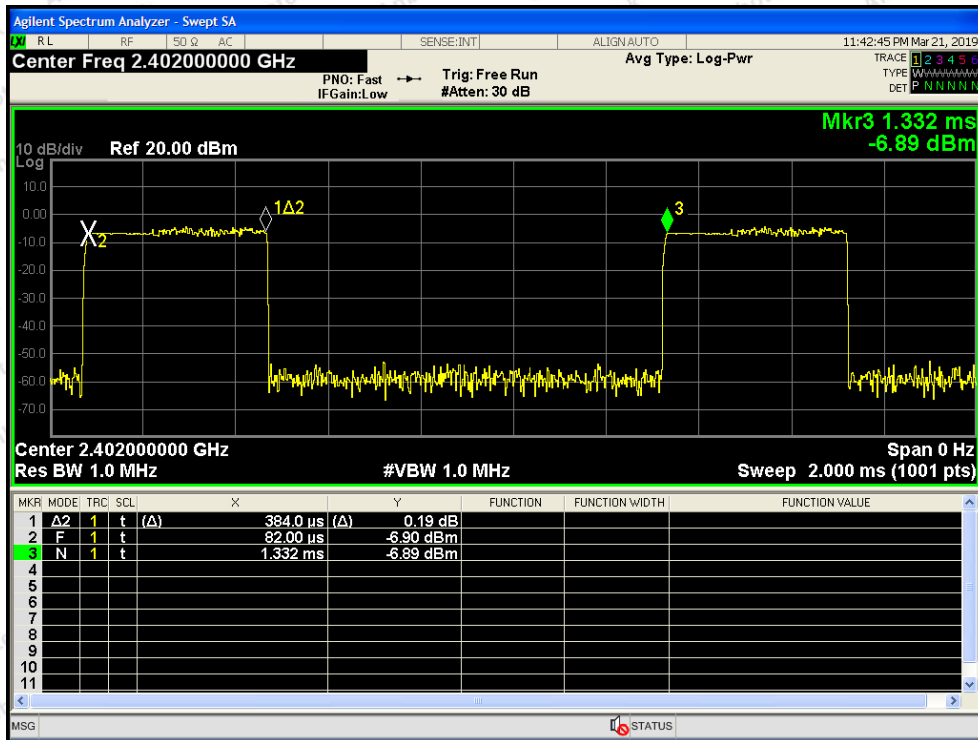 Agilent Spectrum Analyzer - Swept SA
LXI RL RF 50 Ω AC SENSE:INT ALIGN AUTO 11:42:45 PM Mar 21, 2019
Center Freq 2.402000000 GHz Avg Type: Log-Pwr TRACE 1 2 3 4 5 6
PNO: Fast Trig: Free Run TYPE WWWWWW
IFGain:Low #Atten: 30 dB DET P N N N N N
Mkr3 1.332 ms
10 dB/div Ref 20.00 dBm -6.89 dBm
Log
10.0
1Δ2 3
0.00
2
-10.0
-20.0
-30.0
-40.0
-50.0
-60.0
-70.0
Center 2.402000000 GHz Span 0 Hz
Res BW 1.0 MHz #VBW 1.0 MHz Sweep 2.000 ms (1001 pts)
MKR MODE TRC SCL X Y FUNCTION FUNCTION WIDTH FUNCTION VALUE
1 Δ2 1 t (Δ) 384.0 µs (Δ) 0.19 dB
2 F 1 t 82.00 µs -6.90 dBm
3 N 1 t 1.332 ms -6.89 dBm
4
5
6
7
8
9
10
11
MSG STATUS